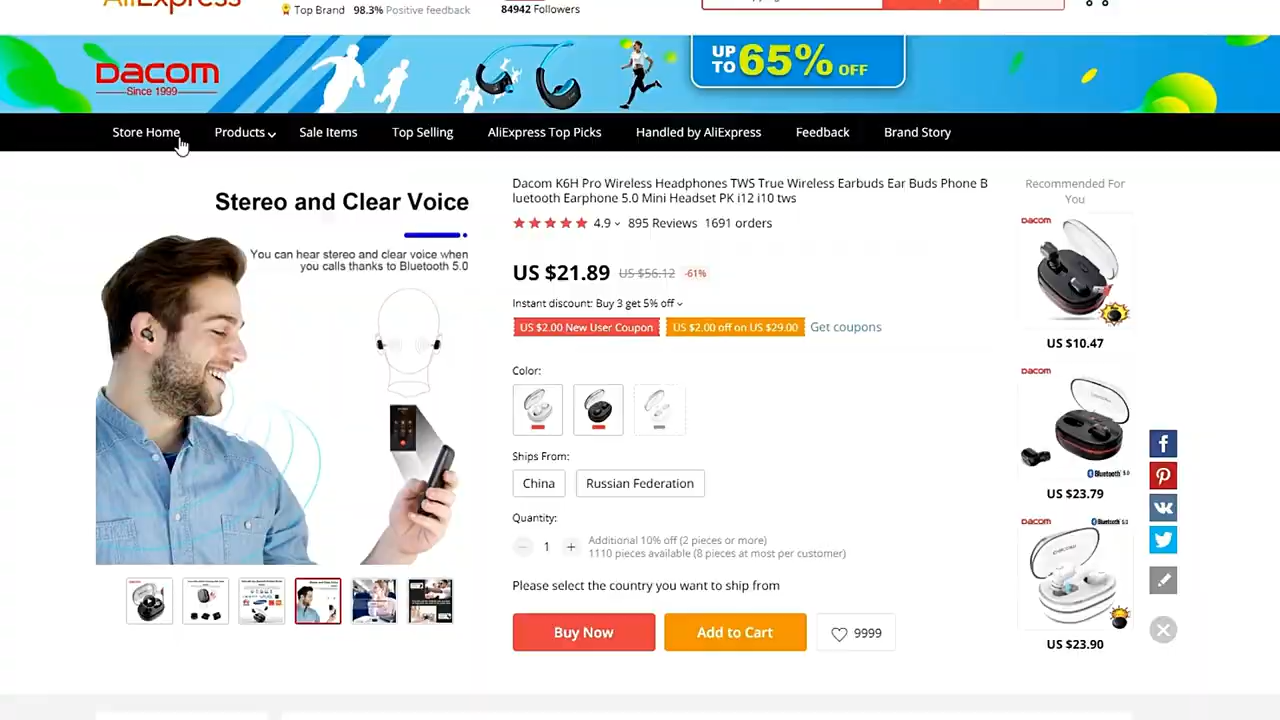 AliExpress
Top Brand 98.3% Positive feedback
84942 Followers
Dacom
Since 1999
UP TO 65% OFF
Store Home Products Sale Items Top Selling AliExpress Top Picks Handled by AliExpress Feedback Brand Story
Stereo and Clear Voice
You can hear stereo and clear voice when
you calls thanks to Bluetooth 5.0
Dacom K6H Pro Wireless Headphones TWS True Wireless Earbuds Ear Buds Phone B
luetooth Earphone 5.0 Mini Headset PK i12 i10 tws
4.9 895 Reviews 1691 orders
US $21.89 US $56.12 -61%
Instant discount: Buy 3 get 5% off
US $2.00 New User Coupon US $2.00 off on US $29.00 Get coupons
Color:
Ships From:
China Russian Federation
Quantity:
1
Additional 10% off (2 pieces or more)
1110 pieces available (8 pieces at most per customer)
Please select the country you want to ship from
Buy Now Add to Cart 9999
Recommended For
You
DACOM
US $10.47
DACOM
BluetooAth 5.0
US $23.79
DACOM
Bluetooth 5.0
US $23.90